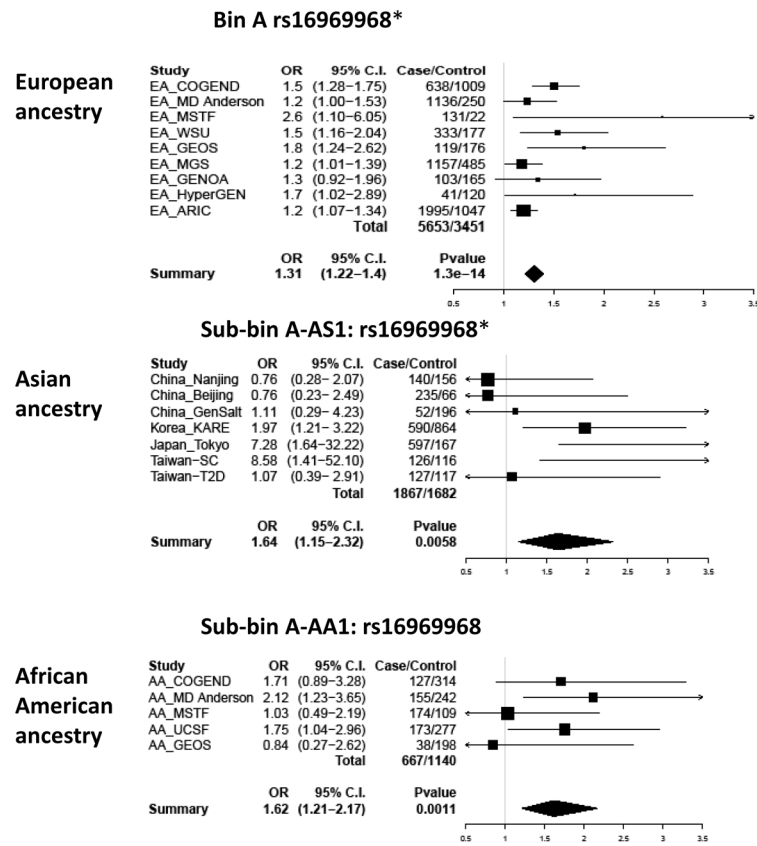 Bin A rs16969968*
European
ancestry
Study OR 95% C.I. Case/Control
EA_COGEND 1.5 (1.28−1.75) 638/1009
EA_MD Anderson 1.2 (1.00−1.53) 1136/250
EA_MSTF 2.6 (1.10−6.05) 131/22
EA_WSU 1.5 (1.16−2.04) 333/177
EA_GEOS 1.8 (1.24−2.62) 119/176
EA_MGS 1.2 (1.01−1.39) 1157/485
EA_GENOA 1.3 (0.92−1.96) 103/165
EA_HyperGEN 1.7 (1.02−2.89) 41/120
EA_ARIC 1.2 (1.07−1.34) 1995/1047
Total 5653/3451
OR 95% C.I. Pvalue
Summary 1.31 (1.22−1.4) 1.3e−14
0.5 1 1.5 2 2.5 3 3.5
Sub-bin A-AS1: rs16969968*
Asian
ancestry
Study OR 95% C.I. Case/Control
China_Nanjing 0.76 (0.28− 2.07) 140/156
China_Beijing 0.76 (0.23− 2.49) 235/66
China_GenSalt 1.11 (0.29− 4.23) 52/196
Korea_KARE 1.97 (1.21− 3.22) 590/864
Japan_Tokyo 7.28 (1.64−32.22) 597/167
Taiwan−SC 8.58 (1.41−52.10) 126/116
Taiwan−T2D 1.07 (0.39− 2.91) 127/117
Total 1867/1682
OR 95% C.I. Pvalue
Summary 1.64 (1.15−2.32) 0.0058
0.5 1 1.5 2 2.5 3 3.5
Sub-bin A-AA1: rs16969968
African
American
ancestry
Study OR 95% C.I. Case/Control
AA_COGEND 1.71 (0.89−3.28) 127/314
AA_MD Anderson 2.12 (1.23−3.65) 155/242
AA_MSTF 1.03 (0.49−2.19) 174/109
AA_UCSF 1.75 (1.04−2.96) 173/277
AA_GEOS 0.84 (0.27−2.62) 38/198
Total 667/1140
OR 95% C.I. Pvalue
Summary 1.62 (1.21−2.17) 0.0011
0.5 1 1.5 2 2.5 3 3.5